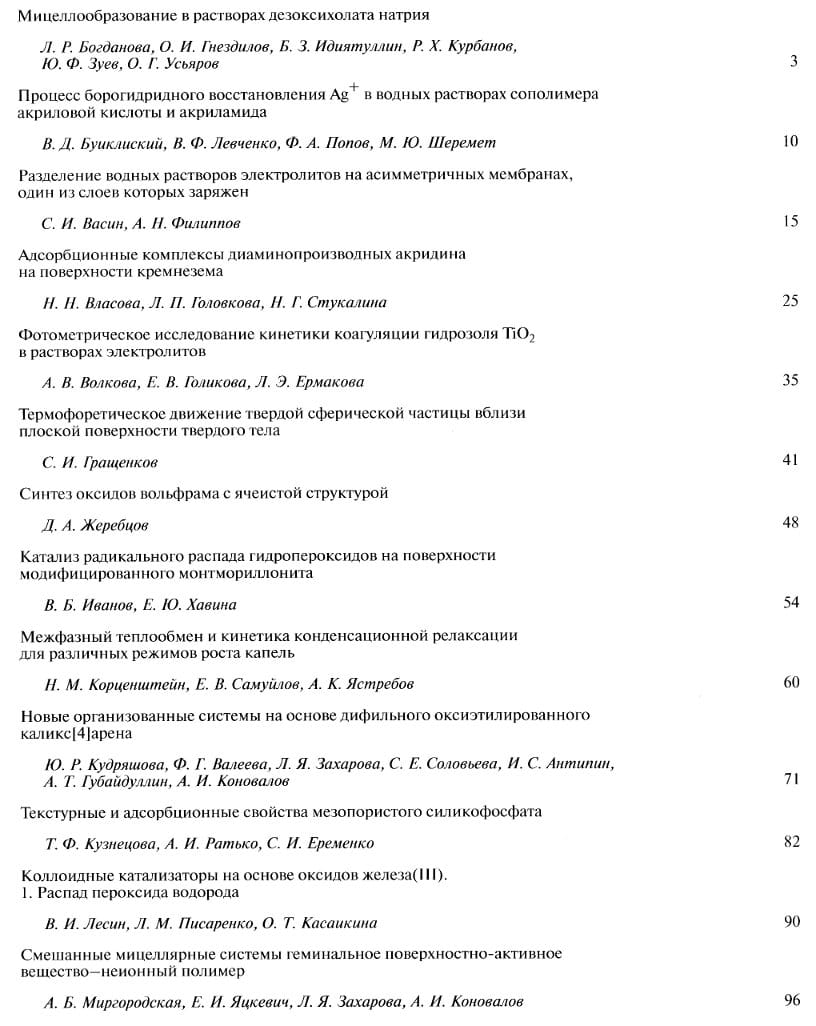 Мицеллообразование в растворах дезоксихолата натрия
Л. Р. Богданова, О. И. Гнездилов, Б. З. Идиятуллин, Р. Х. Курбанов,
Ю. Ф. Зуев, О. Г. Усьяров 3
Процесс борогидридного восстановления Ag+ в водных растворах сополимера
акриловой кислоты и акриламида
В. Д. Буиклиский, В. Ф. Левченко, Ф. А. Попов, М. Ю. Шеремет 10
Разделение водных растворов электролитов на асимметричных мембранах,
один из слоев которых заряжен
С. И. Васин, А. Н. Филиппов 15
Адсорбционные комплексы диаминопроизводных акридина
на поверхности кремнезема
Н. Н. Власова, Л. П. Головкова, Н. Г. Стукалина 25
Фотометрическое исследование кинетики коагуляции гидрозоля TiO2
в растворах электролитов
А. В. Волкова, Е. В. Голикова, Л. Э. Ермакова 35
Термофоретическое движение твердой сферической частицы вблизи
плоской поверхности твердого тела
С. И. Гращенков 41
Синтез оксидов вольфрама с ячеистой структурой
Д. А. Жеребцов 48
Катализ радикального распада гидропероксидов на поверхности
модифицированного монтмориллонита
В. Б. Иванов, Е. Ю. Хавина 54
Межфазный теплообмен и кинетика конденсационной релаксации
для различных режимов роста капель
Н. М. Корценштейн, Е. В. Самуйлов, А. К. Ястребов 60
Новые организованные системы на основе дифильного оксиэтилированного
каликс[4]арена
Ю. Р. Кудряшова, Ф. Г. Валеева, Л. Я. Захарова, С. Е. Соловьева, И. С. Антипин,
А. Т. Губайдуллин, А. И. Коновалов 71
Текстурные и адсорбционные свойства мезопористого силикофосфата
Т. Ф. Кузнецова, А. И. Ратько, С. И. Еременко 82
Коллоидные катализаторы на основе оксидов железа(III).
1. Распад пероксида водорода
В. И. Лесин, Л. М. Писаренко, О. Т. Касаикина 90
Смешанные мицеллярные системы геминальное поверхностно-активное
вещество–неионный полимер
А. Б. Миргородская, Е. И. Яцкевич, Л. Я. Захарова, А. И. Коновалов 96